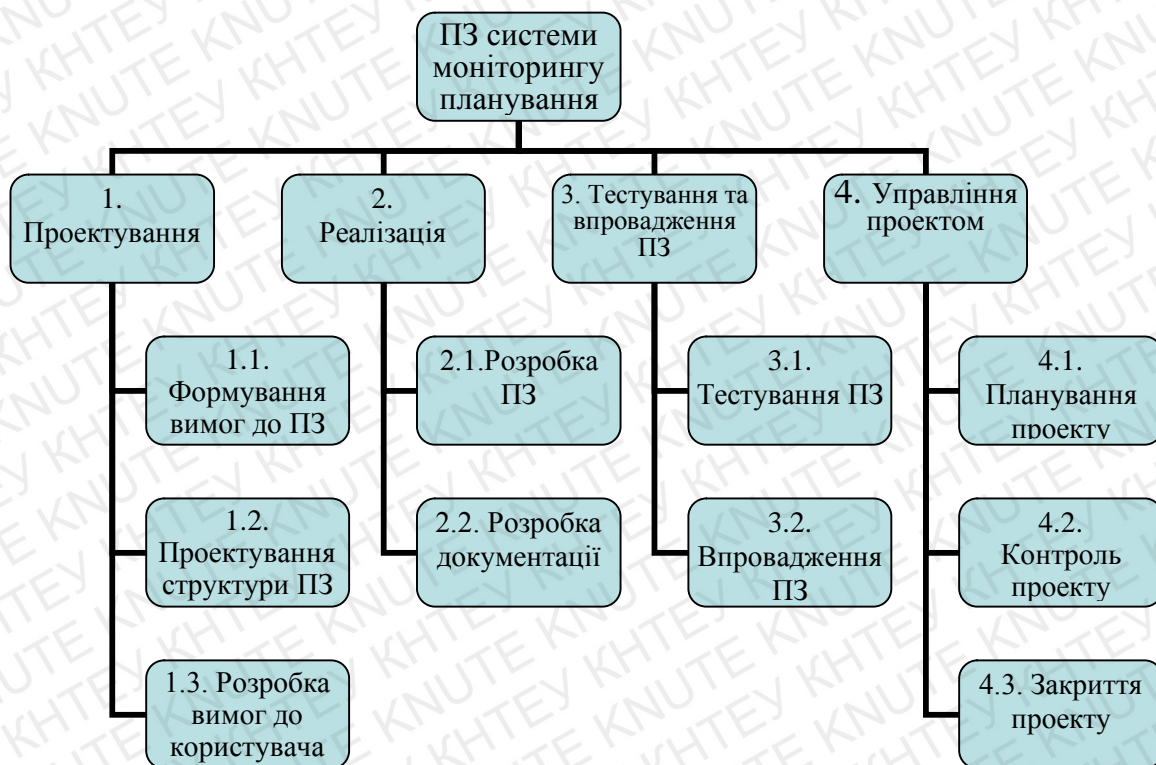 ПЗ системи
моніторингу
планування
1.
Проектування
2.
Реалізація
3. Тестування та
впровадження
ПЗ
4. Управління
проектом
1.1.
Формування
вимог до ПЗ
1.2.
Проектування
структури ПЗ
1.3. Розробка
вимог до
користувача
2.1.Розробка
ПЗ
2.2. Розробка
документації
3.1.
Тестування ПЗ
3.2.
Впровадження
ПЗ
4.1.
Планування
проекту
4.2.
Контроль
проекту
4.3. Закриття
проекту
KNUTE КНТЕУ